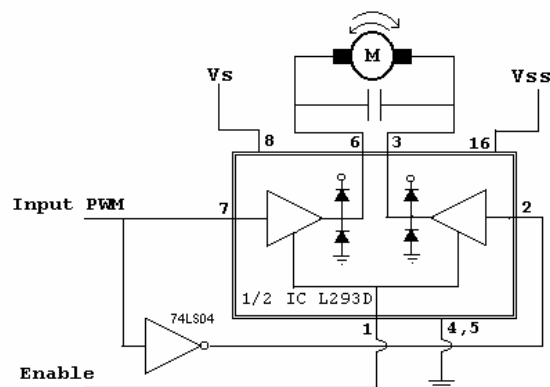 M
Vs
Vss
8
6
3
16
Input PWM
7
2
1/2 IC L293D
74LS04
1
4,5
Enable